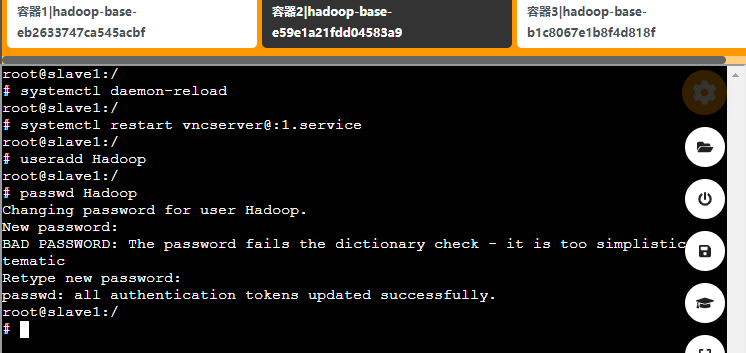 容器1|hadoop-base-
eb2633747ca545acbf
容器2|hadoop-base-
e59e1a21fdd04583a9
容器3|hadoop-base-
b1c8067e1b8f4d818f
root@slave1:/
# systemctl daemon-reload
root@slave1:/
# systemctl restart vncserver@:1.service
root@slave1:/
# useradd Hadoop
root@slave1:/
# passwd Hadoop
Changing password for user Hadoop.
New password:
BAD PASSWORD: The password fails the dictionary check - it is too simplistic
tematic
Retype new password:
passwd: all authentication tokens updated successfully.
root@slave1:/
#